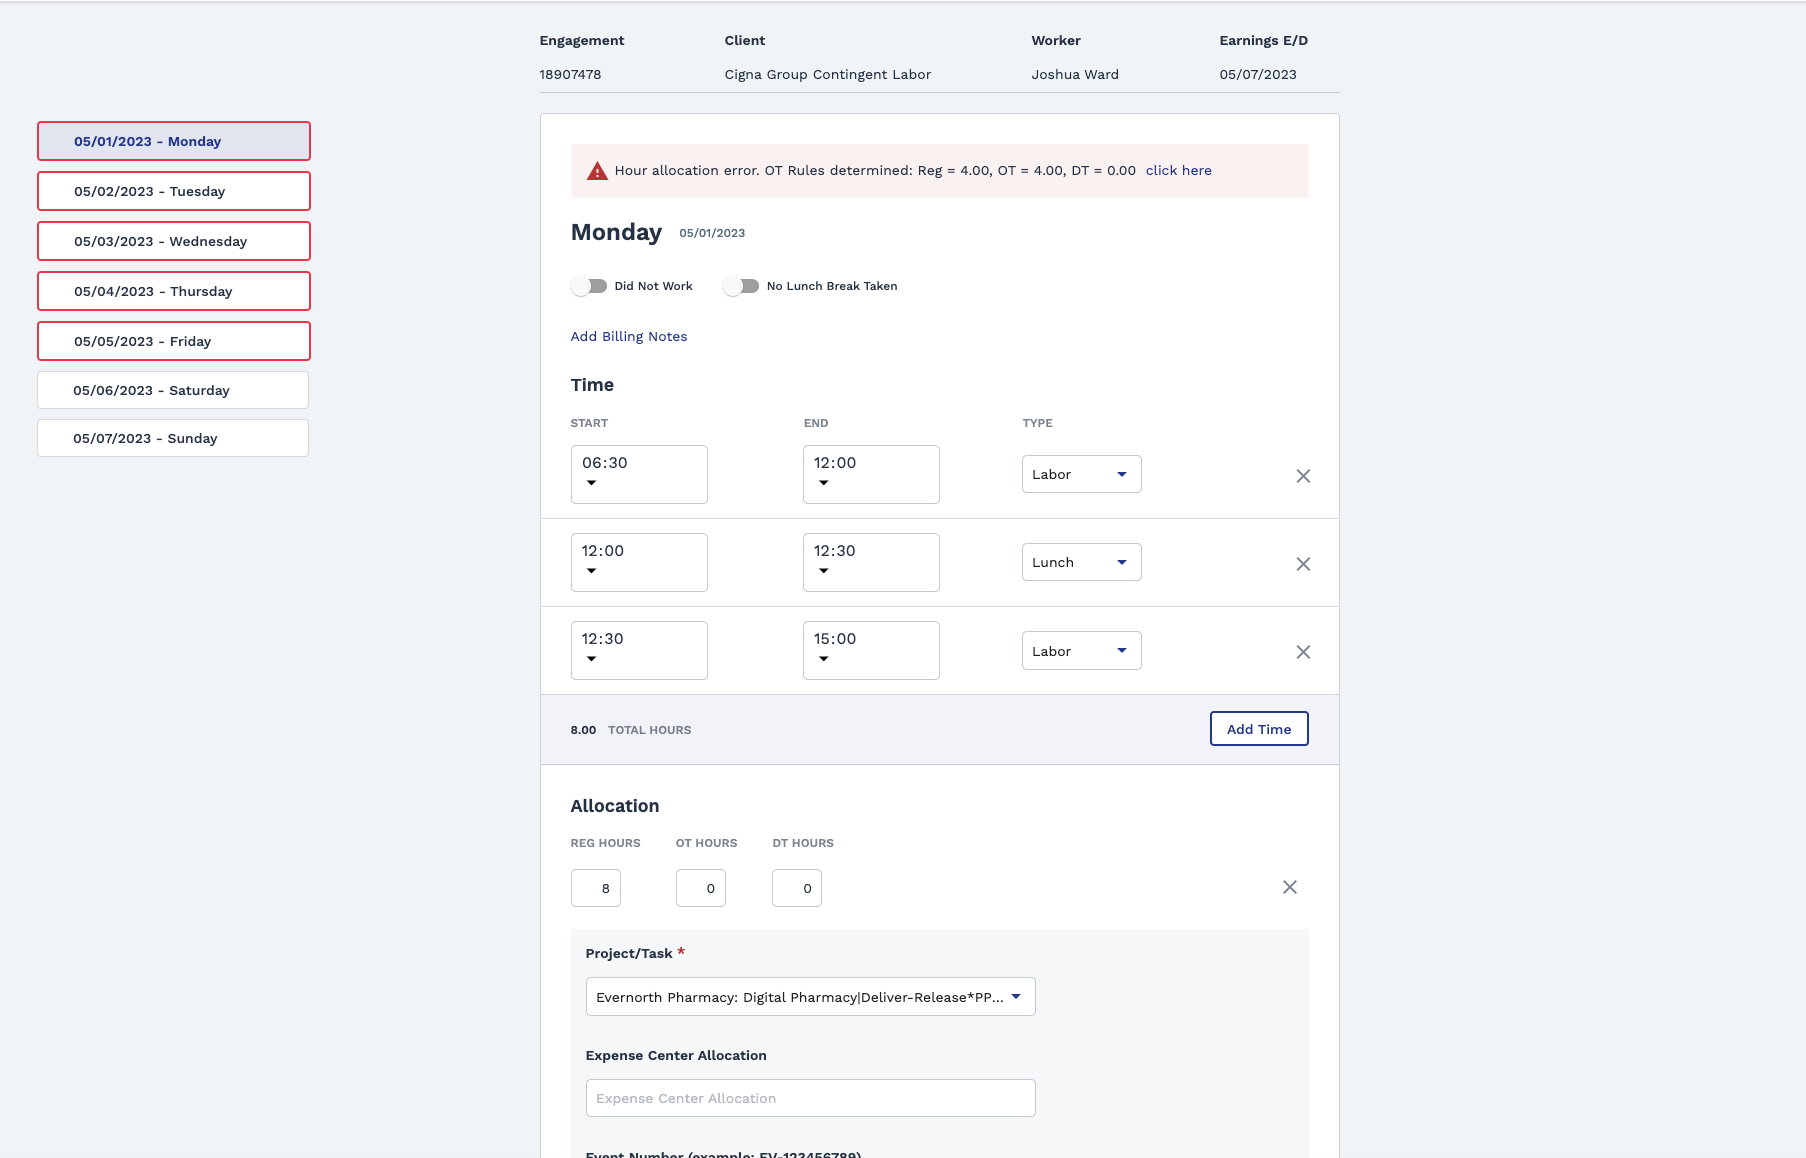 Engagement Client Worker Earnings E/D
18907478 Cigna Group Contingent Labor Joshua Ward 05/07/2023
05/01/2023 - Monday
05/02/2023 - Tuesday
05/03/2023 - Wednesday
05/04/2023 - Thursday
05/05/2023 - Friday
05/06/2023 - Saturday
05/07/2023 - Sunday
Hour allocation error. OT Rules determined: Reg = 4.00, OT = 4.00, DT = 0.00 click here
Monday 05/01/2023
Did Not Work No Lunch Break Taken
Add Billing Notes
Time
START END TYPE
06:30 12:00 Labor
12:00 12:30 Lunch
12:30 15:00 Labor
8.00 TOTAL HOURS Add Time
Allocation
REG HOURS OT HOURS DT HOURS
8 0 0
Project/Task *
Evernorth Pharmacy: Digital Pharmacy|Deliver-Release*PP...
Expense Center Allocation
Expense Center Allocation
Event Number (example: EV-123456789)